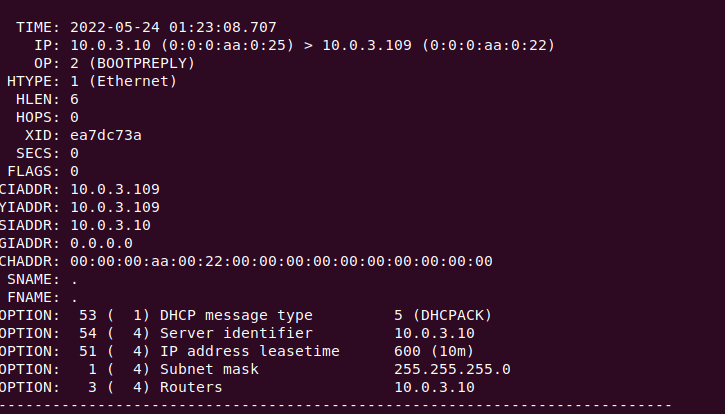 TIME: 2022-05-24 01:23:08.707
IP: 10.0.3.10 (0:0:0:aa:0:25) > 10.0.3.109 (0:0:0:aa:0:22)
OP: 2 (BOOTPREPLY)
HTYPE: 1 (Ethernet)
HLEN: 6
HOPS: 0
XID: ea7dc73a
SECS: 0
FLAGS: 0
CIADDR: 10.0.3.109
YIADDR: 10.0.3.109
SIADDR: 10.0.3.10
GIADDR: 0.0.0.0
CHADDR: 00:00:00:aa:00:22:00:00:00:00:00:00:00:00:00:00
SNAME: .
FNAME: .
OPTION:  53 (  1) DHCP message type         5 (DHCPACK)
OPTION:  54 (  4) Server identifier         10.0.3.10
OPTION:  51 (  4) IP address leasetime      600 (10m)
OPTION:   1 (  4) Subnet mask               255.255.255.0
OPTION:   3 (  4) Routers                   10.0.3.10
---------------------------------------------------------------------------